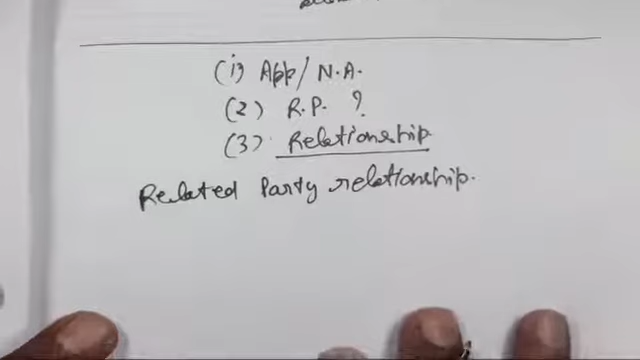 (1) App/N.A.
(2) R.P. ?
(3) Relationship.
Related Party relationship.